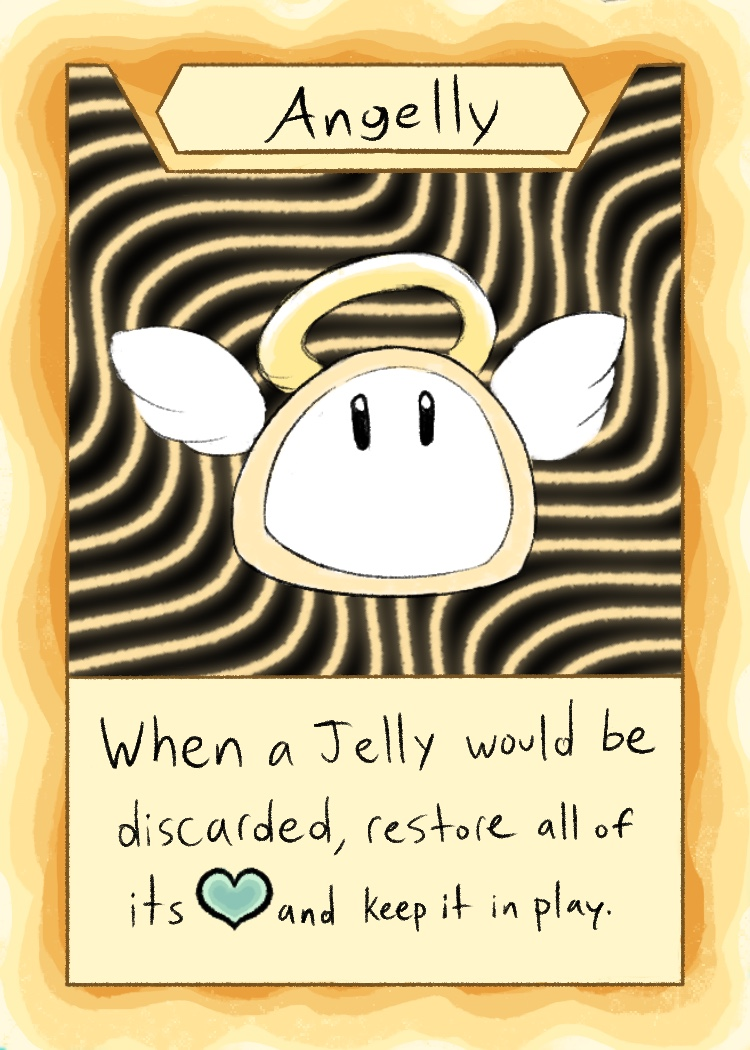 Angelly
When a Jelly would be
discarded, restore all of
its and keep it in play.